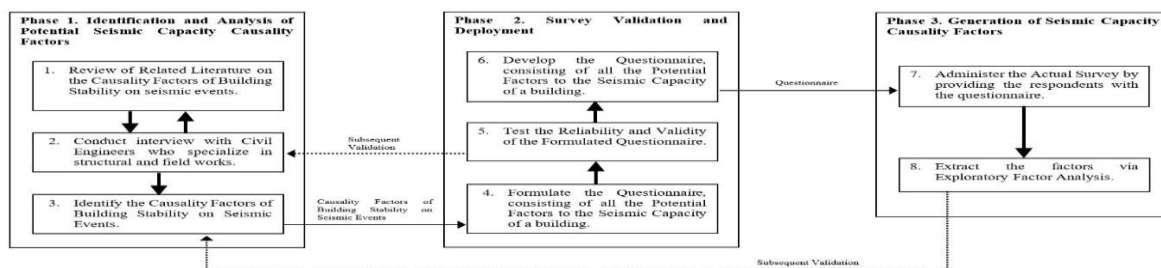 Phase 1. Identification and Analysis of
Potential Seismic Capacity Causality
Factors
1. Review of Related Literature on
the Causality Factors of Building
Stability on seismic events.
2. Conduct interview with Civil
Engineers who specialize in
structural and field works.
3. Identify the Causality Factors of
Building Stability on Seismic
Events.
Causality Factors of
Building Stability on
Seismic Events
Subsequent
Validation
Phase 2. Survey Validation and
Deployment
6. Develop the Questionnaire,
consisting of all the Potential
Factors to the Seismic Capacity
of a building.
5. Test the Reliability and Validity
of the Formulated Questionnaire.
4. Formulate the Questionnaire,
consisting of all the Potential
Factors to the Seismic Capacity
of a building.
Questionnaire
Phase 3. Generation of Seismic Capacity
Causality Factors
7. Administer the Actual Survey by
providing the respondents with
the questionnaire.
8. Extract the factors via
Exploratory Factor Analysis.
Subsequent Validation